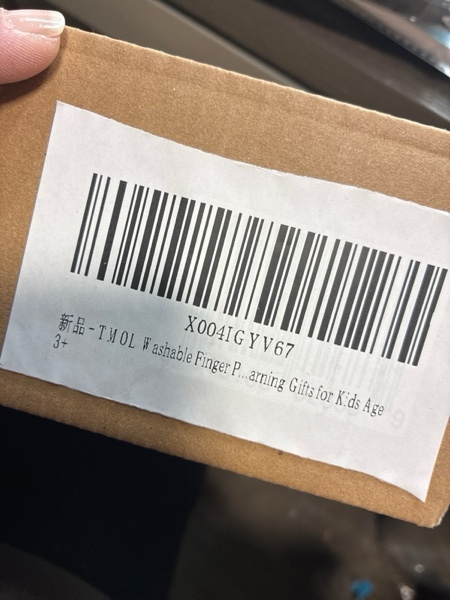 X004IGYV67
新品 - TMOL Washable Finger P...arning Gifts for Kids Age
3+